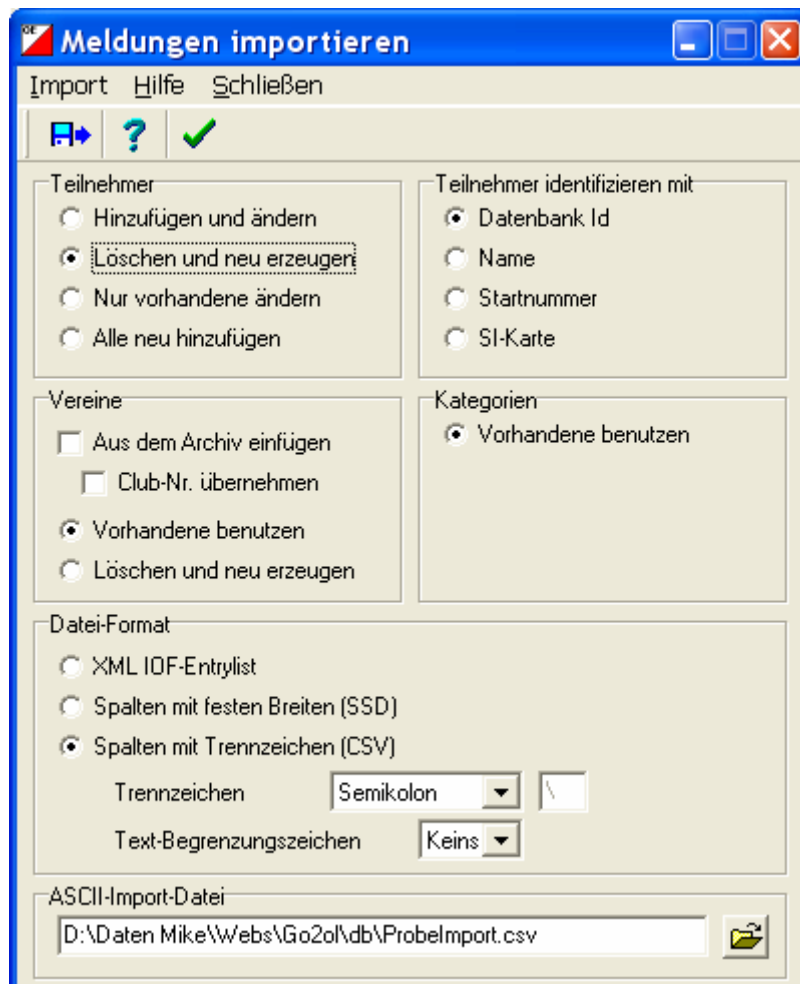 OE
Meldungen importieren
Import Hilfe Schließen
Teilnehmer
Hinzufügen und ändern
Löschen und neu erzeugen
Nur vorhandene ändern
Alle neu hinzufügen
Teilnehmer identifizieren mit
Datenbank Id
Name
Startnummer
SI-Karte
Vereine
Aus dem Archiv einfügen
Club-Nr. übernehmen
Vorhandene benutzen
Löschen und neu erzeugen
Kategorien
Vorhandene benutzen
Datei-Format
XML IOF-Entrylist
Spalten mit festen Breiten (SSD)
Spalten mit Trennzeichen (CSV)
Trennzeichen Semikolon \
Text-Begrenzungszeichen Keins
ASCII-Import-Datei
D:\Daten Mike\Webs\Go2ol\db\ProbeImport.csv